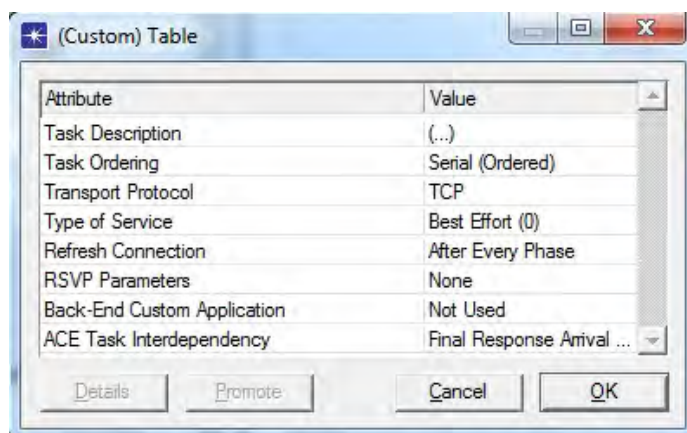 (Custom) Table
Attribute Value
Task Description (...)
Task Ordering Serial (Ordered)
Transport Protocol TCP
Type of Service Best Effort (0)
Refresh Connection After Every Phase
RSVP Parameters None
Back-End Custom Application Not Used
ACE Task Interdependency Final Response Arrival ...
Details Promote Cancel OK